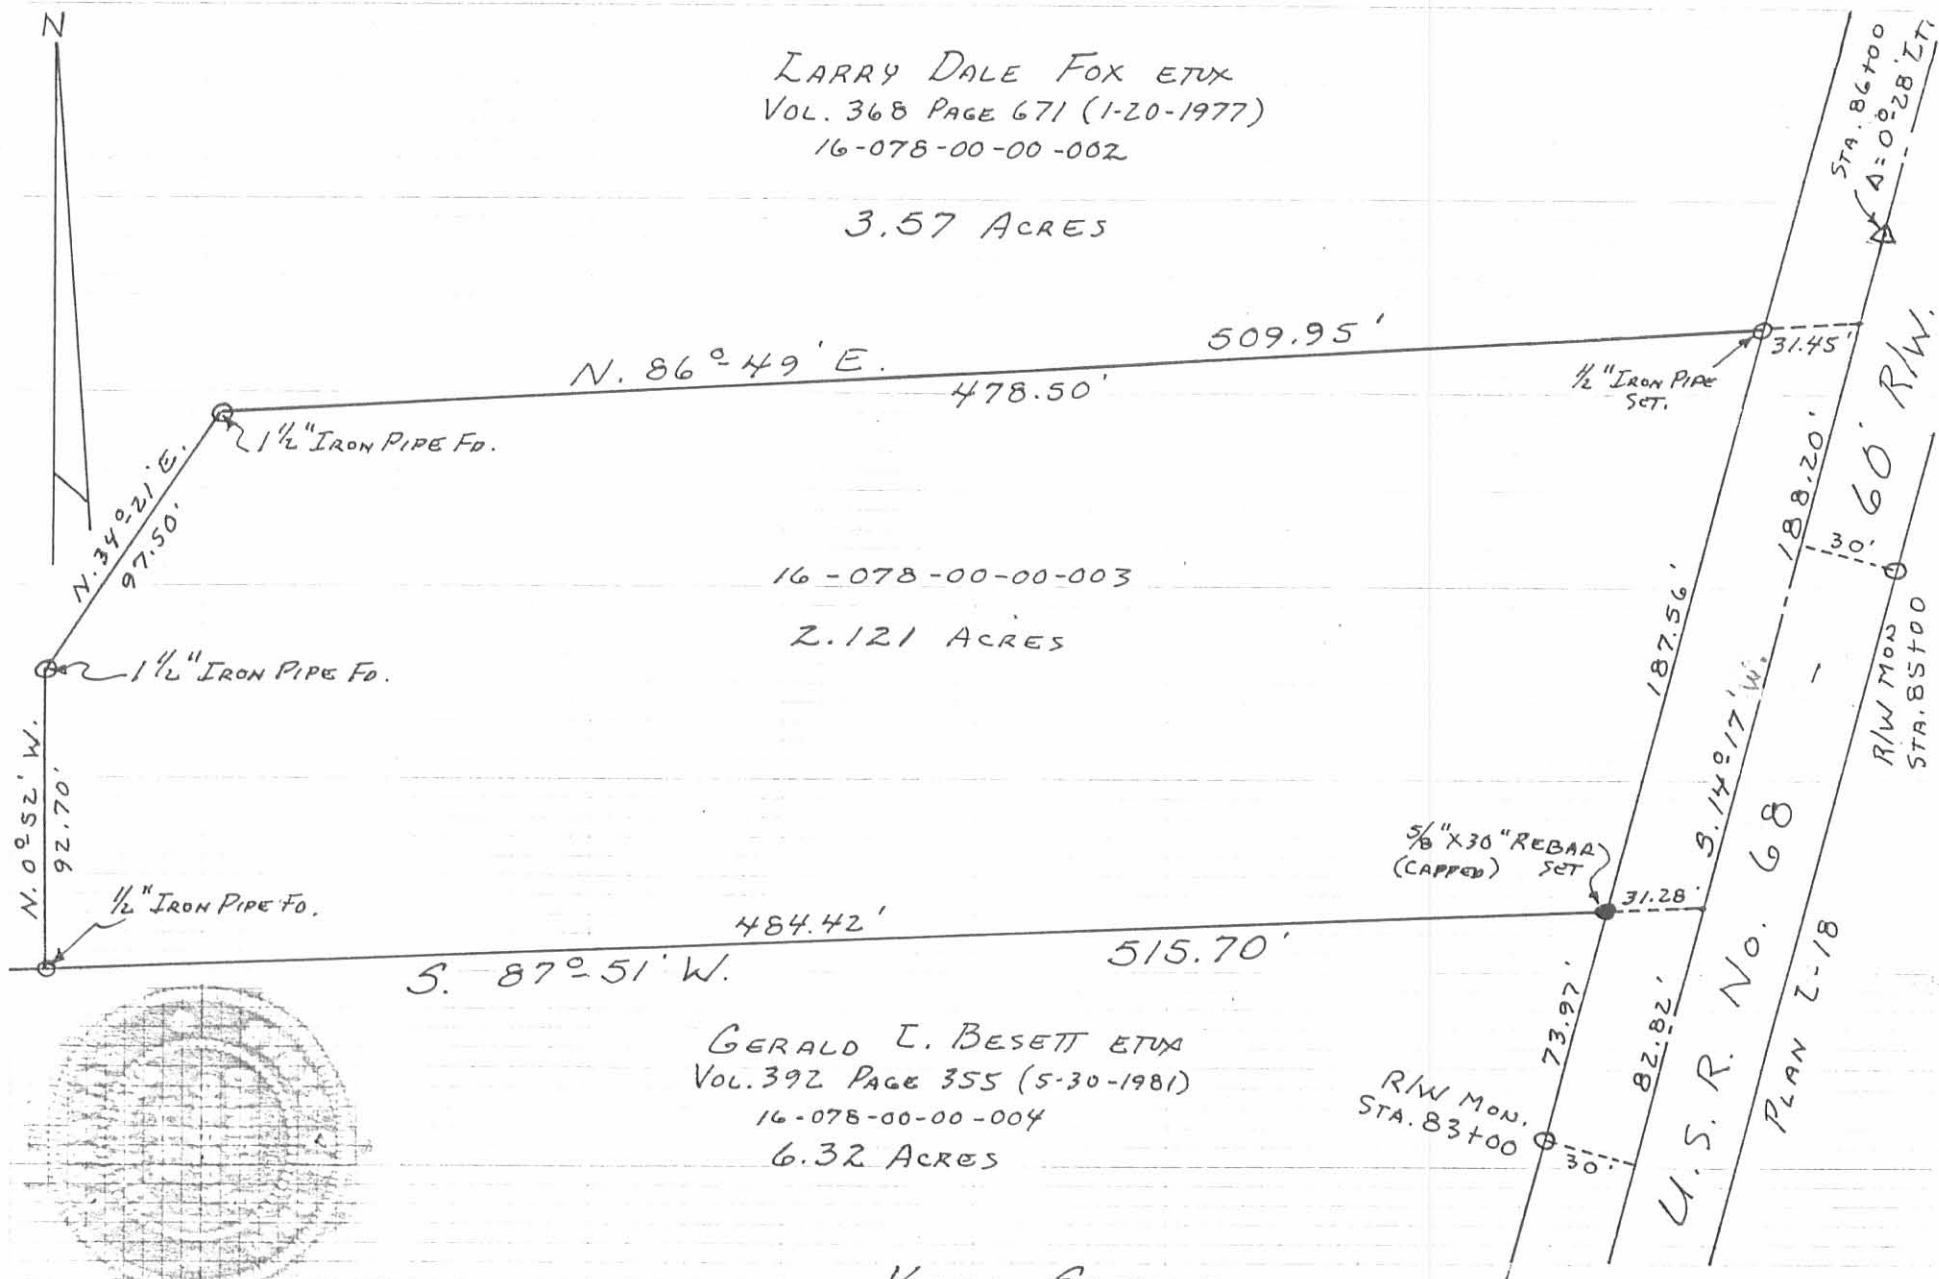 N
LARRY DALE FOX ETUX
VOL. 368 PAGE 671 (1-20-1977)
16-078-00-00-002
3.57 ACRES
STA. 86+00
Δ=0°-28' LT.
N. 86°-49' E.
509.95'
478.50'
1/2" IRON PIPE
SET.
31.45'
60' R/W.
1 1/2" IRON PIPE FD.
N. 34°-21' E.
97.50'
188.20'
30'
R/W MON
STA. 85+00
16-078-00-00-003
2.121 ACRES
187.56'
1 1/2" IRON PIPE FD.
S. 14°-17' W.
N. 0°-52' W.
92.70'
1/2" IRON PIPE FD.
5/8" X 30" REBAR
(CAPPED) SET
31.28'
484.42'
S. 87°-51' W.
515.70'
U.S.R. No. 68 -
PLAN 2-18
73.97'
82.82'
GERALD L. BESETT ETUX
VOL. 392 PAGE 355 (5-30-1981)
16-078-00-00-004
6.32 ACRES
R/W MON.
STA. 83+00
30'